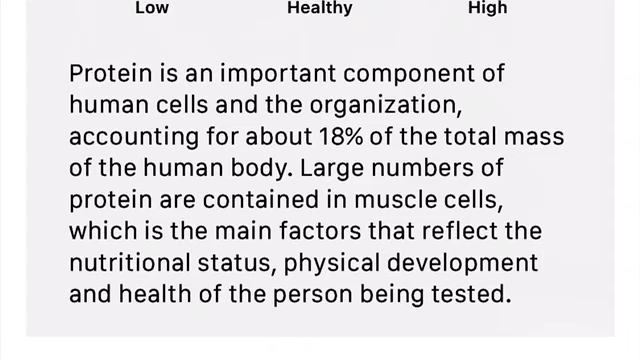 Low Healthy High
Protein is an important component of
human cells and the organization,
accounting for about 18% of the total mass
of the human body. Large numbers of
protein are contained in muscle cells,
which is the main factors that reflect the
nutritional status, physical development
and health of the person being tested.